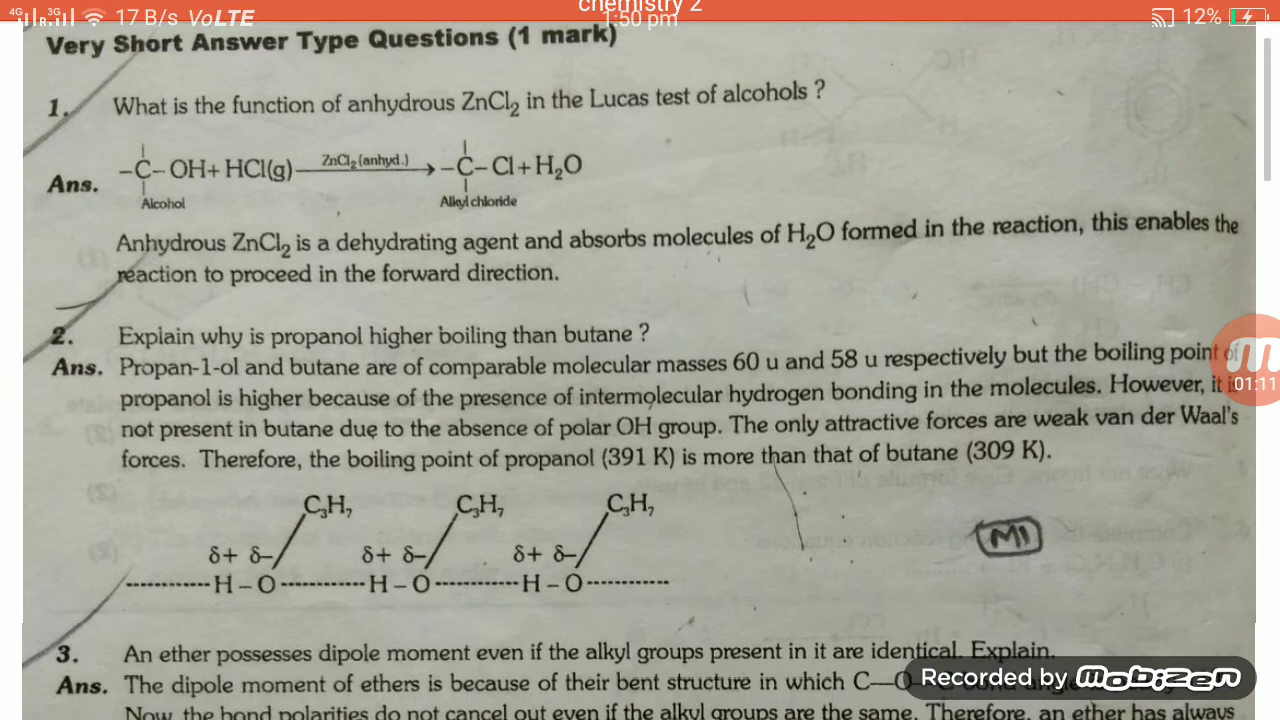 4G R 3G 17 B/s VoLTE chemistry 2 1:50 pm 12%
Very Short Answer Type Questions (1 mark)
1. What is the function of anhydrous ZnCl₂ in the Lucas test of alcohols ?
Ans. –C– OH+ HCl(g) ZnCl₂(anhyd.) → –C– Cl+H₂O
Alcohol Alkyl chloride
Anhydrous ZnCl₂ is a dehydrating agent and absorbs molecules of H₂O formed in the reaction, this enables the
reaction to proceed in the forward direction.
2. Explain why is propanol higher boiling than butane ?
Ans. Propan-1-ol and butane are of comparable molecular masses 60 u and 58 u respectively but the boiling point of
01:11
propanol is higher because of the presence of intermolecular hydrogen bonding in the molecules. However, it is
not present in butane due to the absence of polar OH group. The only attractive forces are weak van der Waal's
forces. Therefore, the boiling point of propanol (391 K) is more than that of butane (309 K).
C₃H₇ C₃H₇ C₃H₇
δ+ δ– δ+ δ– δ+ δ–
------------H – O------------H – O------------H – O------------
MI
3. An ether possesses dipole moment even if the alkyl groups present in it are identical. Explain.
Ans. The dipole moment of ethers is because of their bent structure in which C—O
Recorded by MOBIZEN
Now, the bond polarities do not cancel out even if the alkyl groups are the same. Therefore, an ether has always